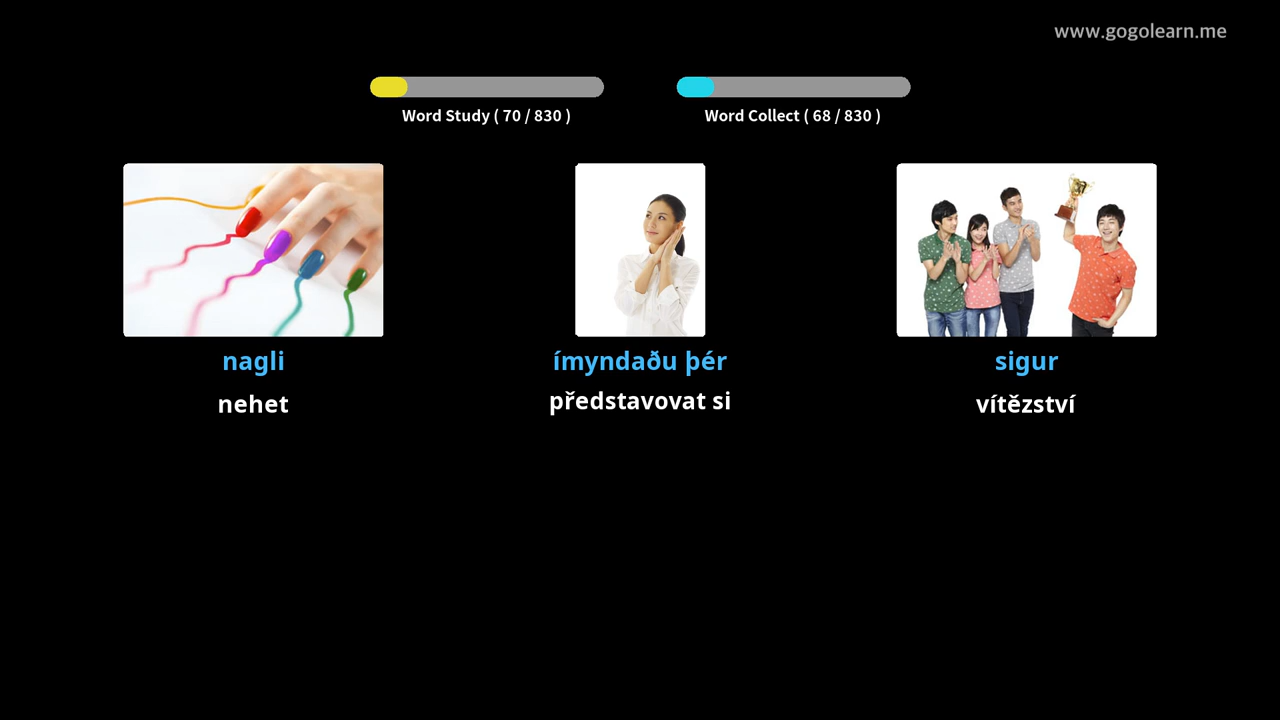 www.gogolearn.me
Word Study ( 70 / 830 )
Word Collect ( 68 / 830 )
nagli
nehet
ímyndaðu þér
představovat si
sigur
vítězství